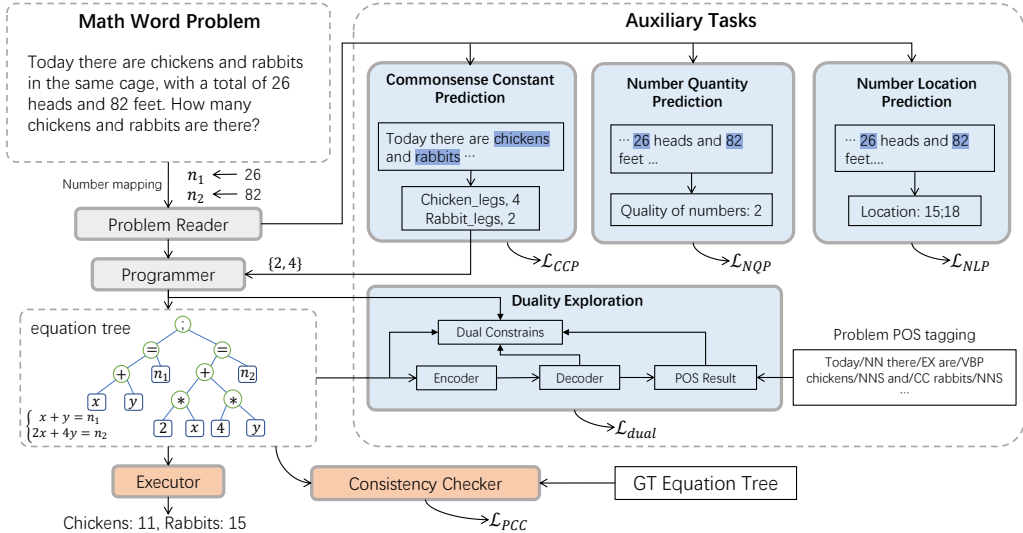 Math Word Problem
Today there are chickens and rabbits
in the same cage, with a total of 26
heads and 82 feet. How many
chickens and rabbits are there?
Number mapping
n₁ ← 26
n₂ ← 82
Problem Reader
Programmer
{2, 4}
equation tree
;
=
=
+
n₁
+
n₂
x
y
*
*
2
x
4
y
x + y = n₁
2x + 4y = n₂
Executor
Chickens: 11, Rabbits: 15
Auxiliary Tasks
Commonsense Constant
Prediction
Today there are chickens
and rabbits ···
Chicken_legs, 4
Rabbit_legs, 2
ℒCCP
Number Quantity
Prediction
··· 26 heads and 82
feet ...
Quality of numbers: 2
ℒNQP
Number Location
Prediction
··· 26 heads and 82
feet....
Location: 15;18
ℒNLP
Duality Exploration
Dual Constrains
Encoder
Decoder
POS Result
ℒdual
Problem POS tagging
Today/NN there/EX are/VBP
chickens/NNS and/CC rabbits/NNS
···
Consistency Checker
GT Equation Tree
ℒPCC